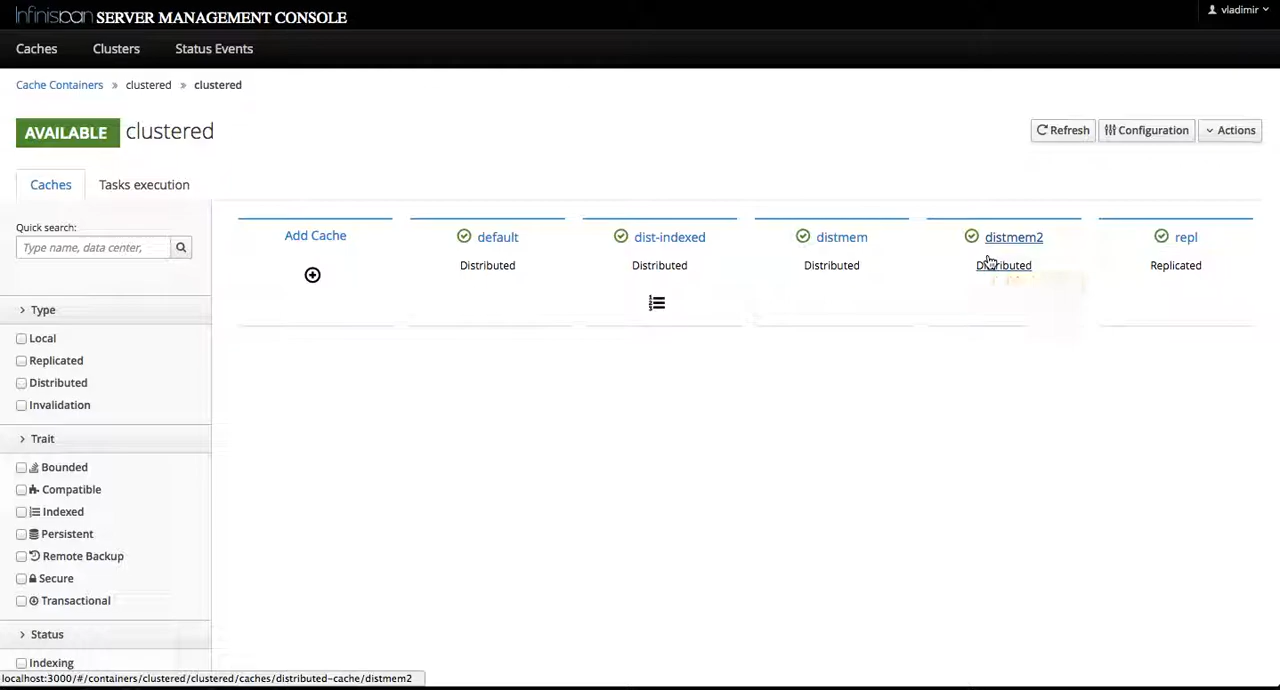 Infinispan SERVER MANAGEMENT CONSOLE
vladimir
Caches Clusters Status Events
Cache Containers » clustered » clustered
AVAILABLE clustered
Refresh Configuration Actions
Caches Tasks execution
Quick search:
Type name, data center,
Add Cache
default
Distributed
dist-indexed
Distributed
distmem
Distributed
distmem2
Distributed
repl
Replicated
Type
Local
Replicated
Distributed
Invalidation
Trait
Bounded
Compatible
Indexed
Persistent
Remote Backup
Secure
Transactional
Status
Indexing
localhost:3000/#/containers/clustered/clustered/caches/distributed-cache/distmem2